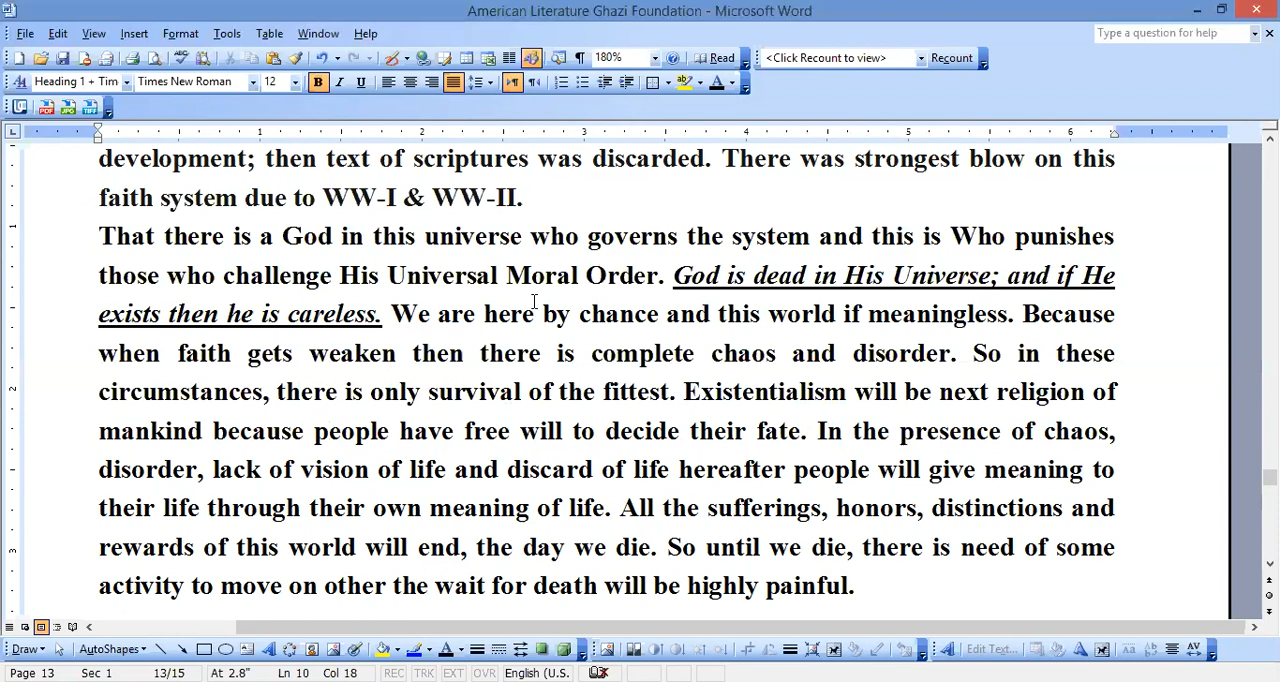 American Literature Ghazi Foundation - Microsoft Word
File Edit View Insert Format Tools Table Window Help
Type a question for help
180%
Read
<Click Recount to view>
Recount
Heading 1 + Tim
Times New Roman
12
B I U
1 2 3 4 5 6
development; then text of scriptures was discarded. There was strongest blow on this
faith system due to WW-I & WW-II.
That there is a God in this universe who governs the system and this is Who punishes
those who challenge His Universal Moral Order. God is dead in His Universe; and if He
exists then he is careless. We are here by chance and this world if meaningless. Because
when faith gets weaken then there is complete chaos and disorder. So in these
circumstances, there is only survival of the fittest. Existentialism will be next religion of
mankind because people have free will to decide their fate. In the presence of chaos,
disorder, lack of vision of life and discard of life hereafter people will give meaning to
their life through their own meaning of life. All the sufferings, honors, distinctions and
rewards of this world will end, the day we die. So until we die, there is need of some
activity to move on other the wait for death will be highly painful.
Draw AutoShapes Edit Text...
Page 13 Sec 1 13/15 At 2.8" Ln 10 Col 18 REC TRK EXT OVR English (U.S.